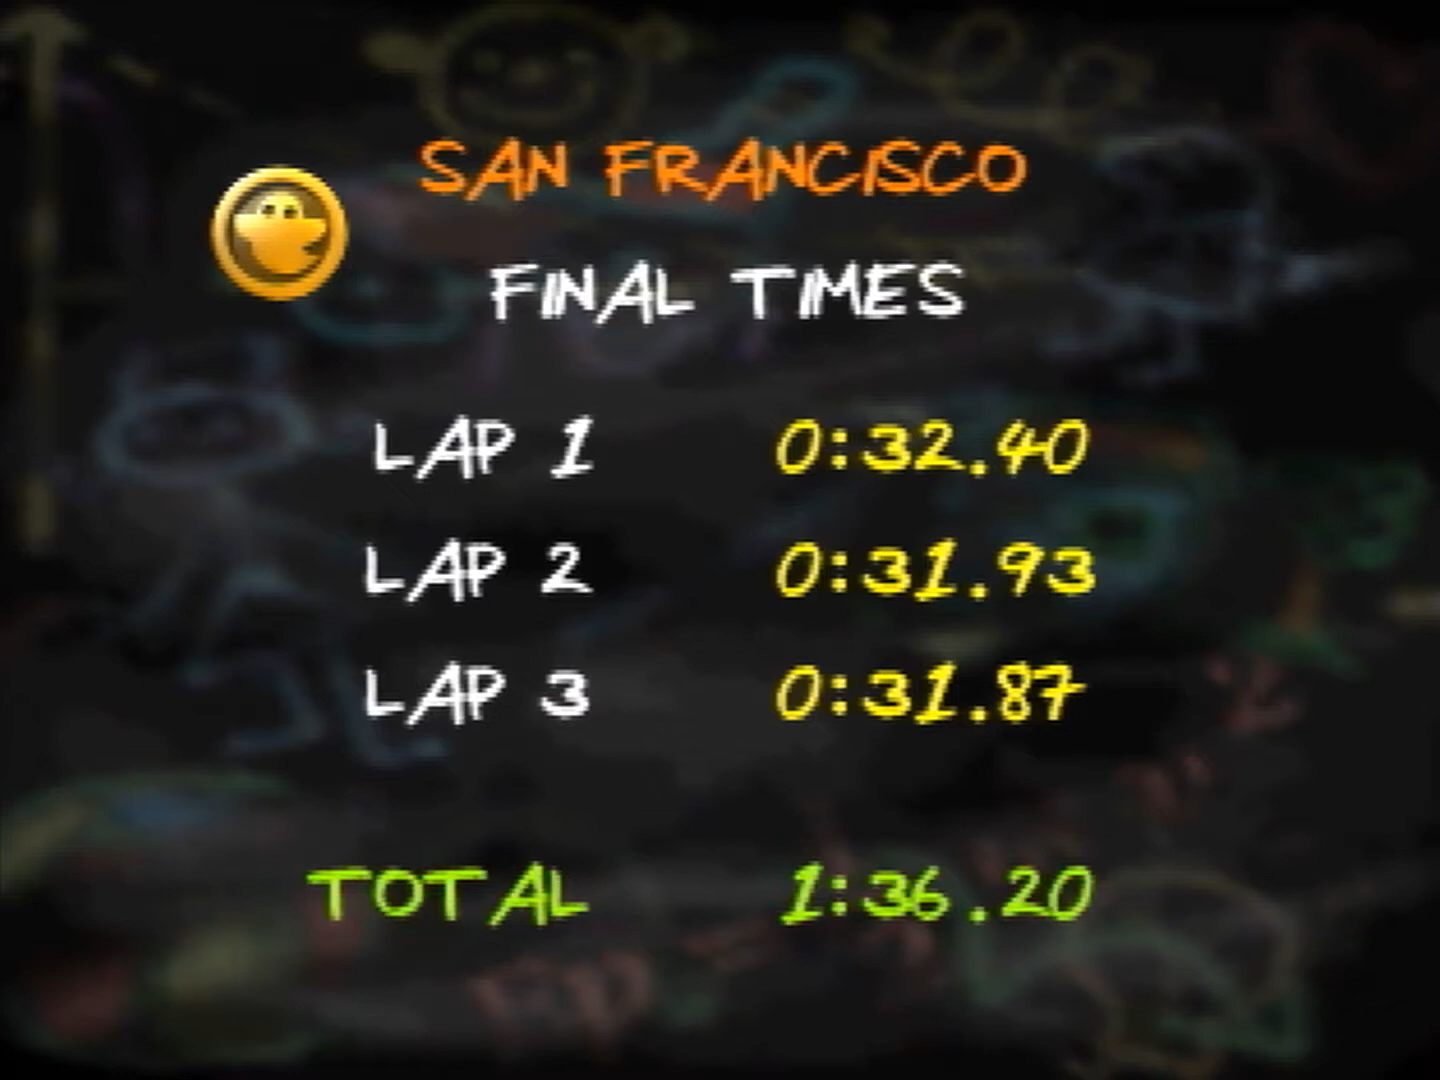 SAN FRANCISCO
FINAL TIMES
LAP 1 0:32.40
LAP 2 0:31.93
LAP 3 0:31.87
TOTAL 1:36.20